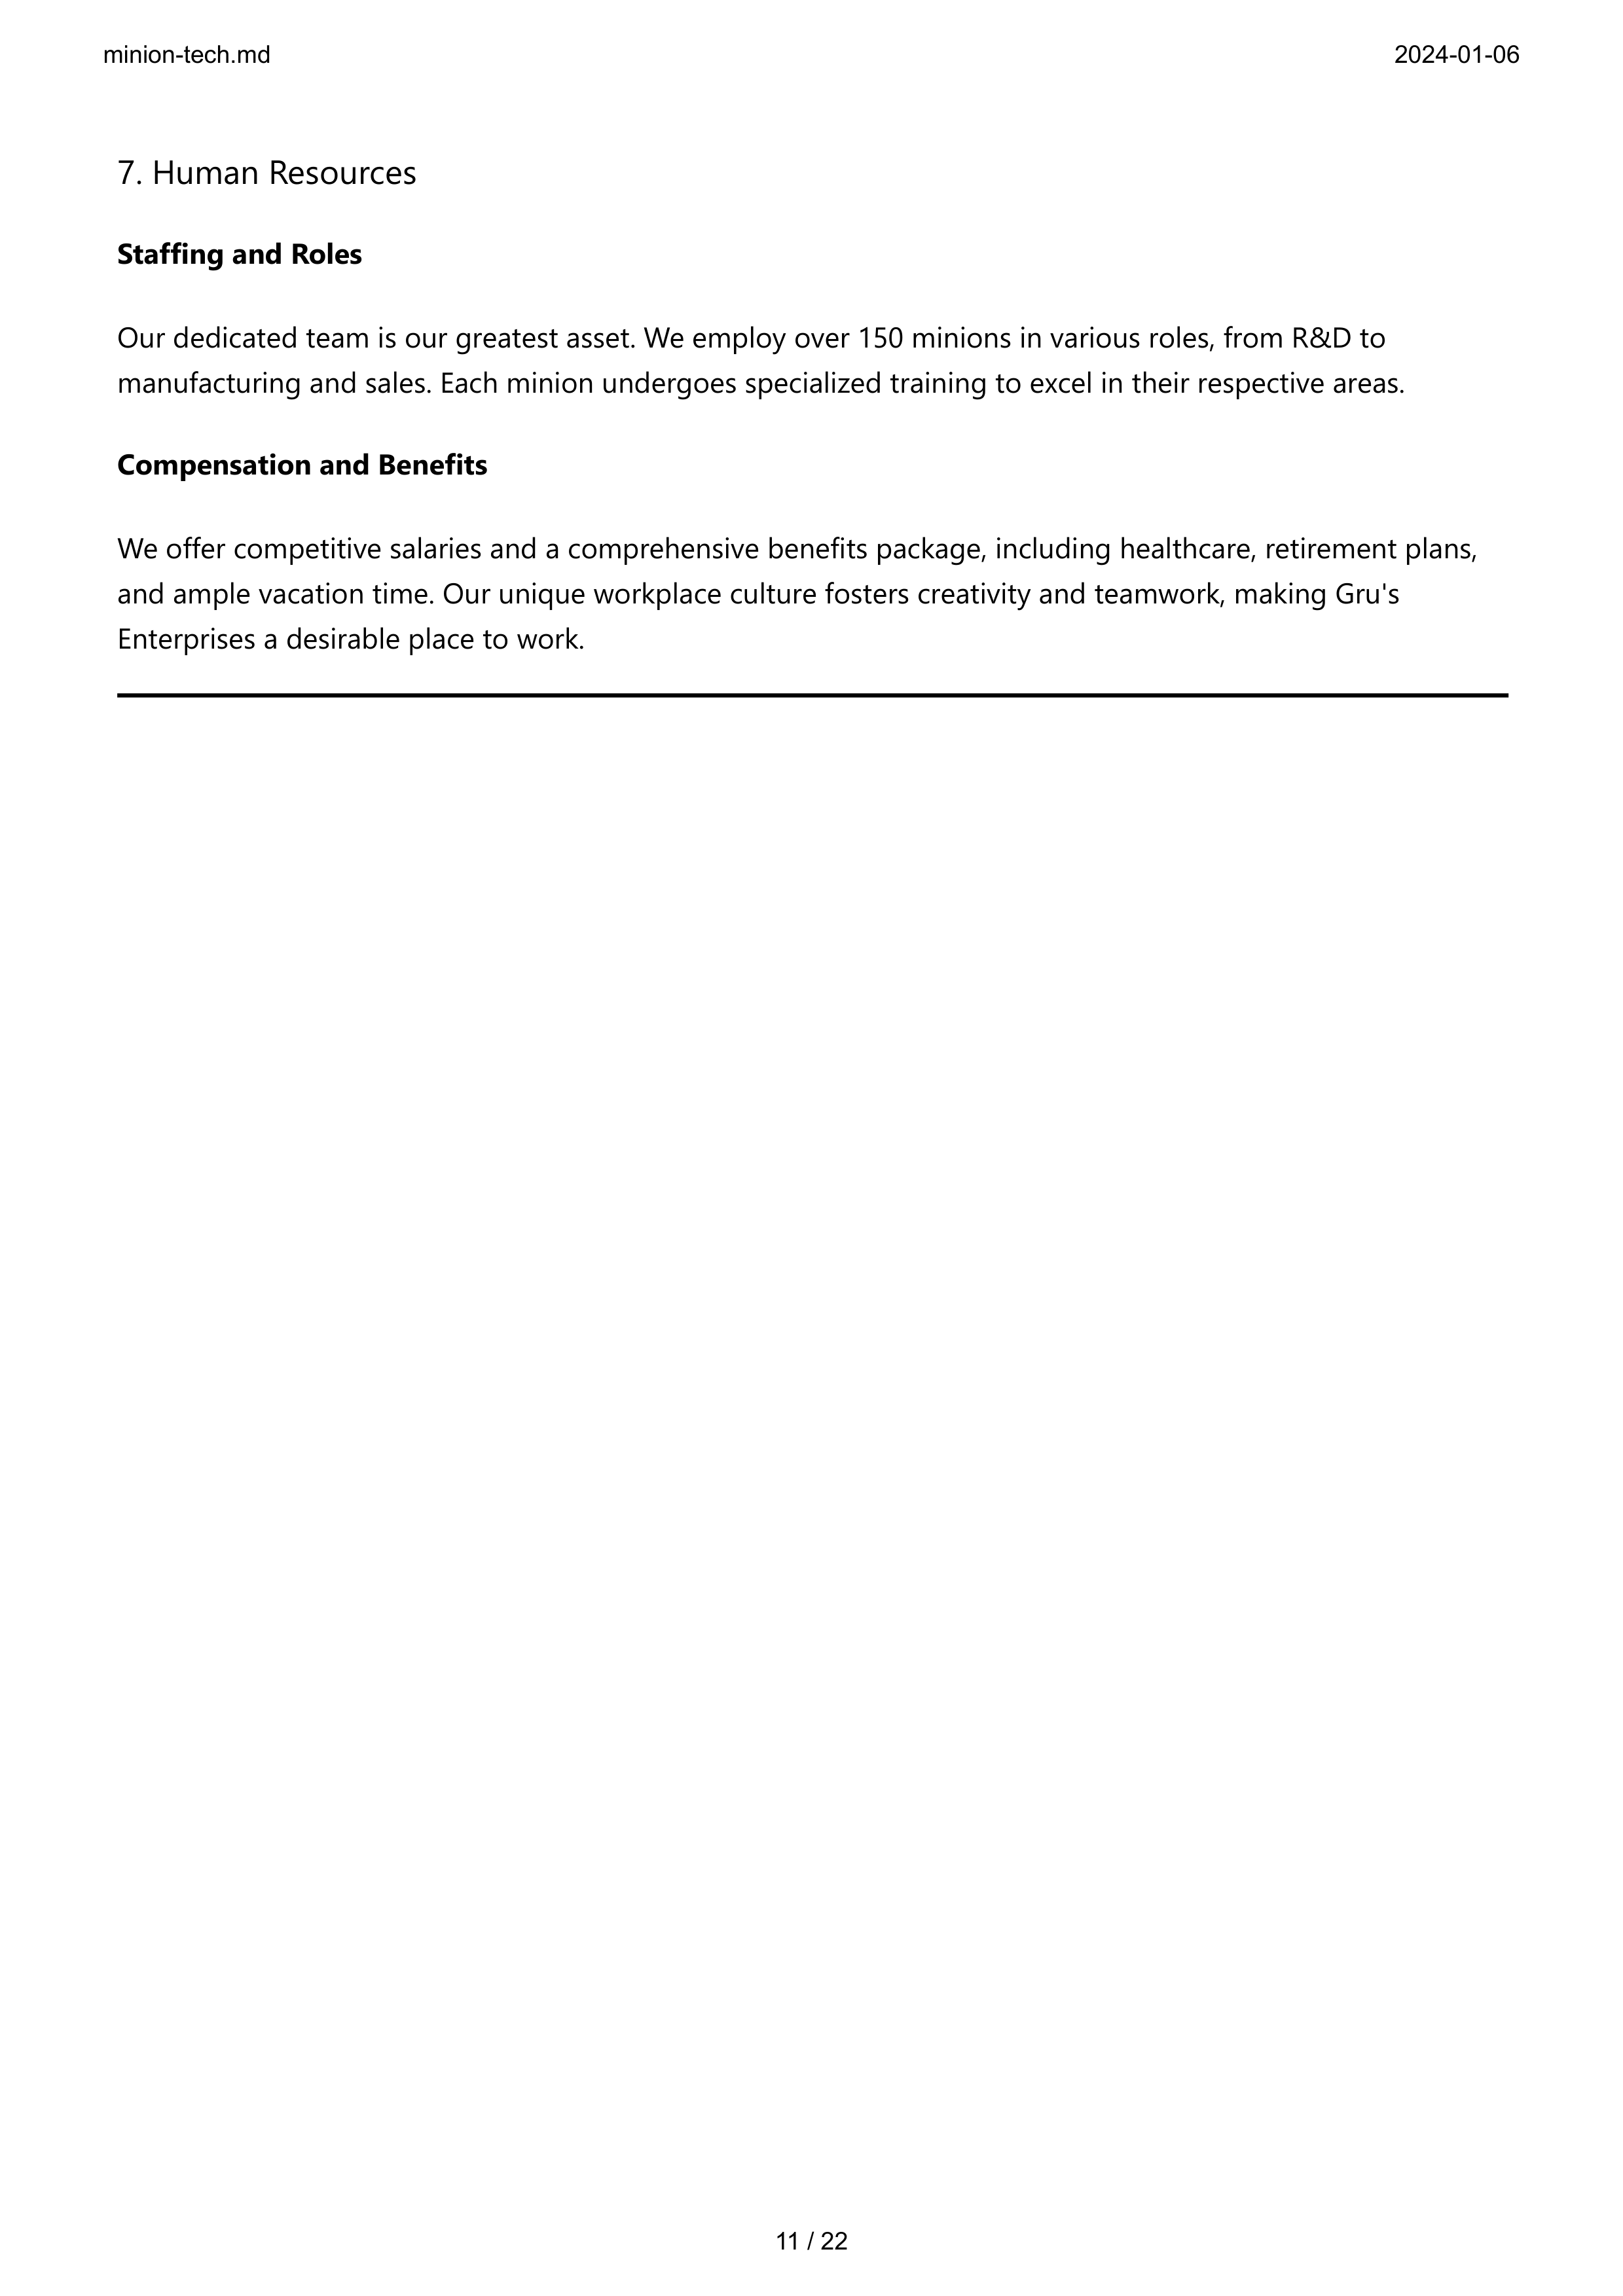 minion-tech.md
2024-01-06
7. Human Resources
Staffing and Roles
Our dedicated team is our greatest asset. We employ over 150 minions in various roles, from R&D to
manufacturing and sales. Each minion undergoes specialized training to excel in their respective areas.
Compensation and Benefits
We offer competitive salaries and a comprehensive benefits package, including healthcare, retirement plans,
and ample vacation time. Our unique workplace culture fosters creativity and teamwork, making Gru's
Enterprises a desirable place to work.
11 / 22